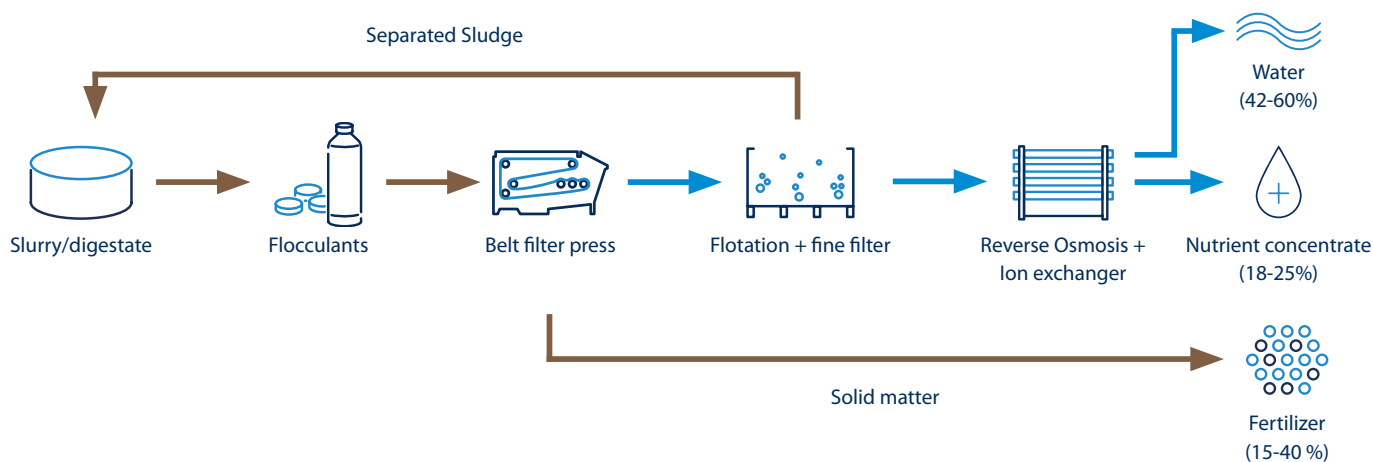 Separated Sludge
Water
(42-60%)
Slurry/digestate
Flocculants
Belt filter press
Flotation + fine filter
Reverse Osmosis +
Ion exchanger
Nutrient concentrate
(18-25%)
Solid matter
Fertilizer
(15-40 %)